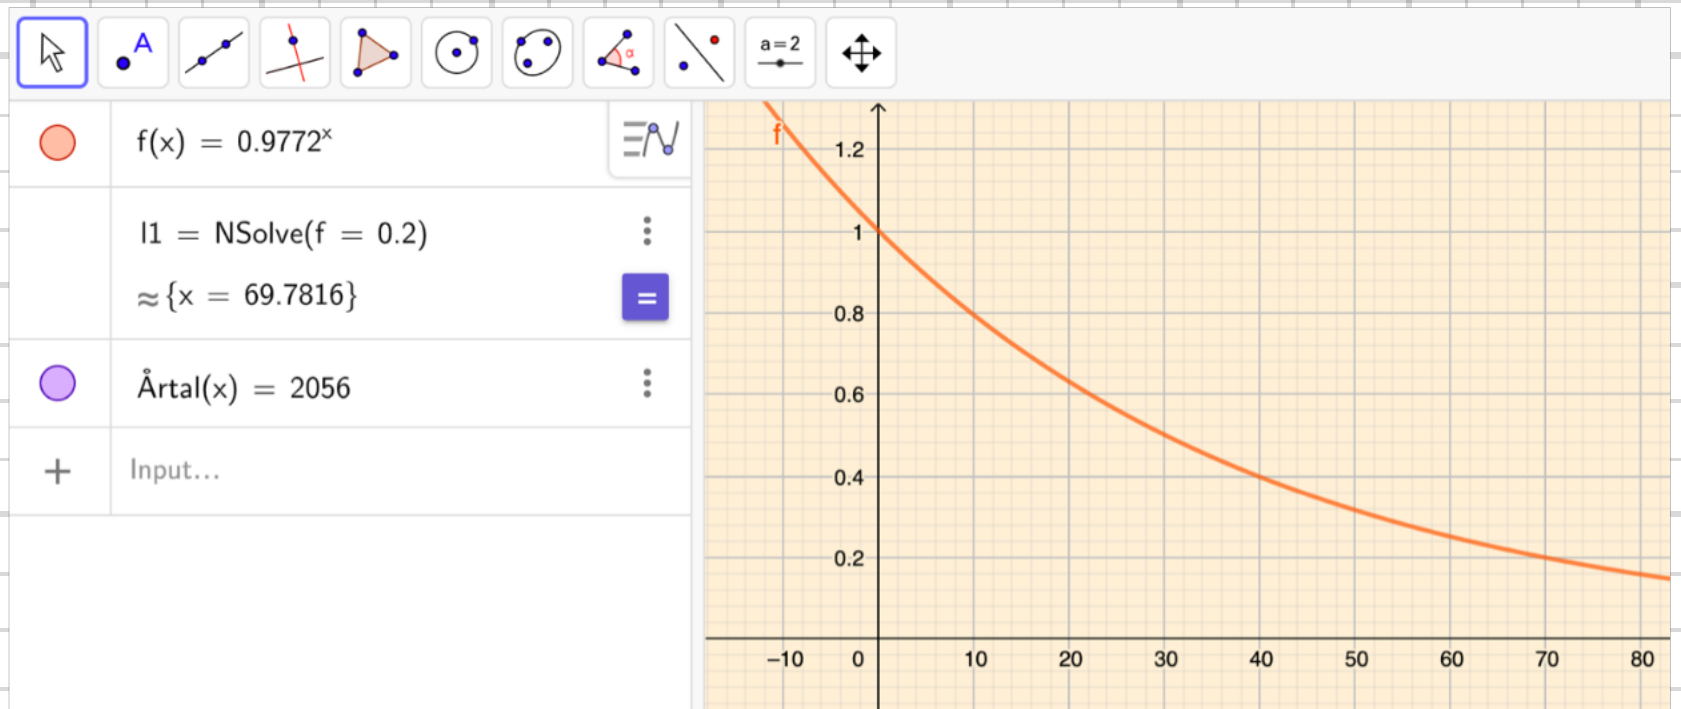 A
α
a=2
f(x) = 0.9772ˣ
l1 = NSolve(f = 0.2)
≈ {x = 69.7816}
=
Årtal(x) = 2056
+ Input...
f
1.2
1
0.8
0.6
0.4
0.2
−10 0 10 20 30 40 50 60 70 80